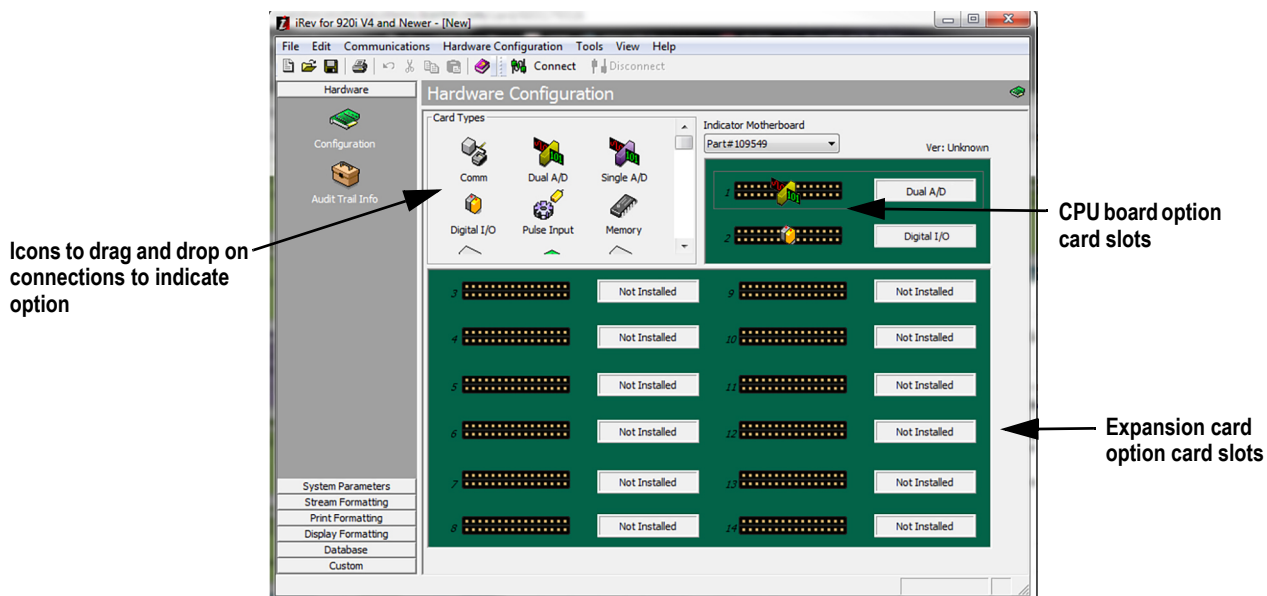 iRev for 920i V4 and Newer - [New]
File Edit Communications Hardware Configuration Tools View Help
Connect Disconnect
Hardware
Configuration
Audit Trail Info
System Parameters
Stream Formatting
Print Formatting
Display Formatting
Database
Custom
Hardware Configuration
Card Types
Comm Dual A/D Single A/D
Digital I/O Pulse Input Memory
Indicator Motherboard
Part#109549
Ver: Unknown
1 Dual A/D
2 Digital I/O
3 Not Installed 9 Not Installed
4 Not Installed 10 Not Installed
5 Not Installed 11 Not Installed
6 Not Installed 12 Not Installed
7 Not Installed 13 Not Installed
8 Not Installed 14 Not Installed
Icons to drag and drop on
connections to indicate
option
CPU board option
card slots
Expansion card
option card slots